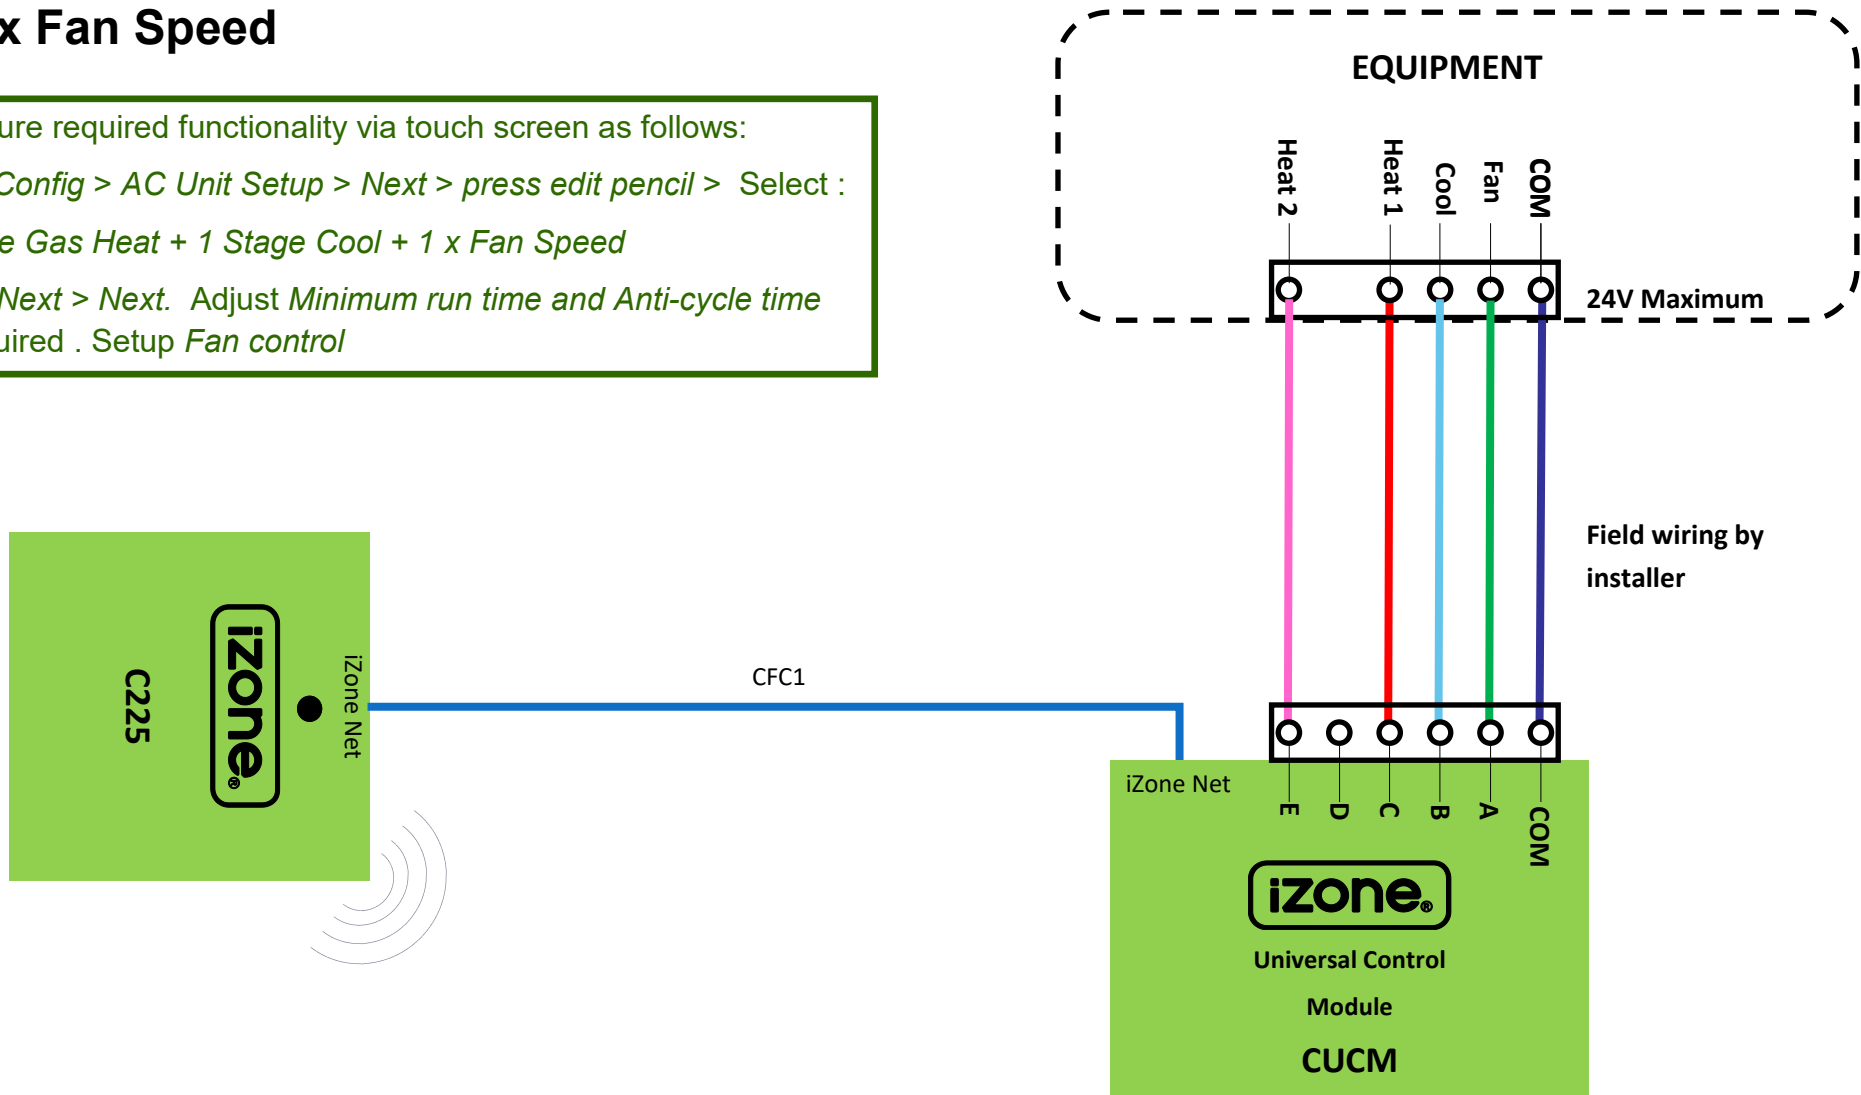 x Fan Speed
ure required functionality via touch screen as follows:
Config > AC Unit Setup > Next > press edit pencil > Select :
e Gas Heat + 1 Stage Cool + 1 x Fan Speed
Next > Next. Adjust Minimum run time and Anti-cycle time
uired . Setup Fan control
EQUIPMENT
Heat 2
Heat 1
Cool
Fan
COM
24V Maximum
Field wiring by
installer
C225
izone®
iZone Net
CFC1
iZone Net
E
D
C
B
A
COM
izone®
Universal Control
Module
CUCM